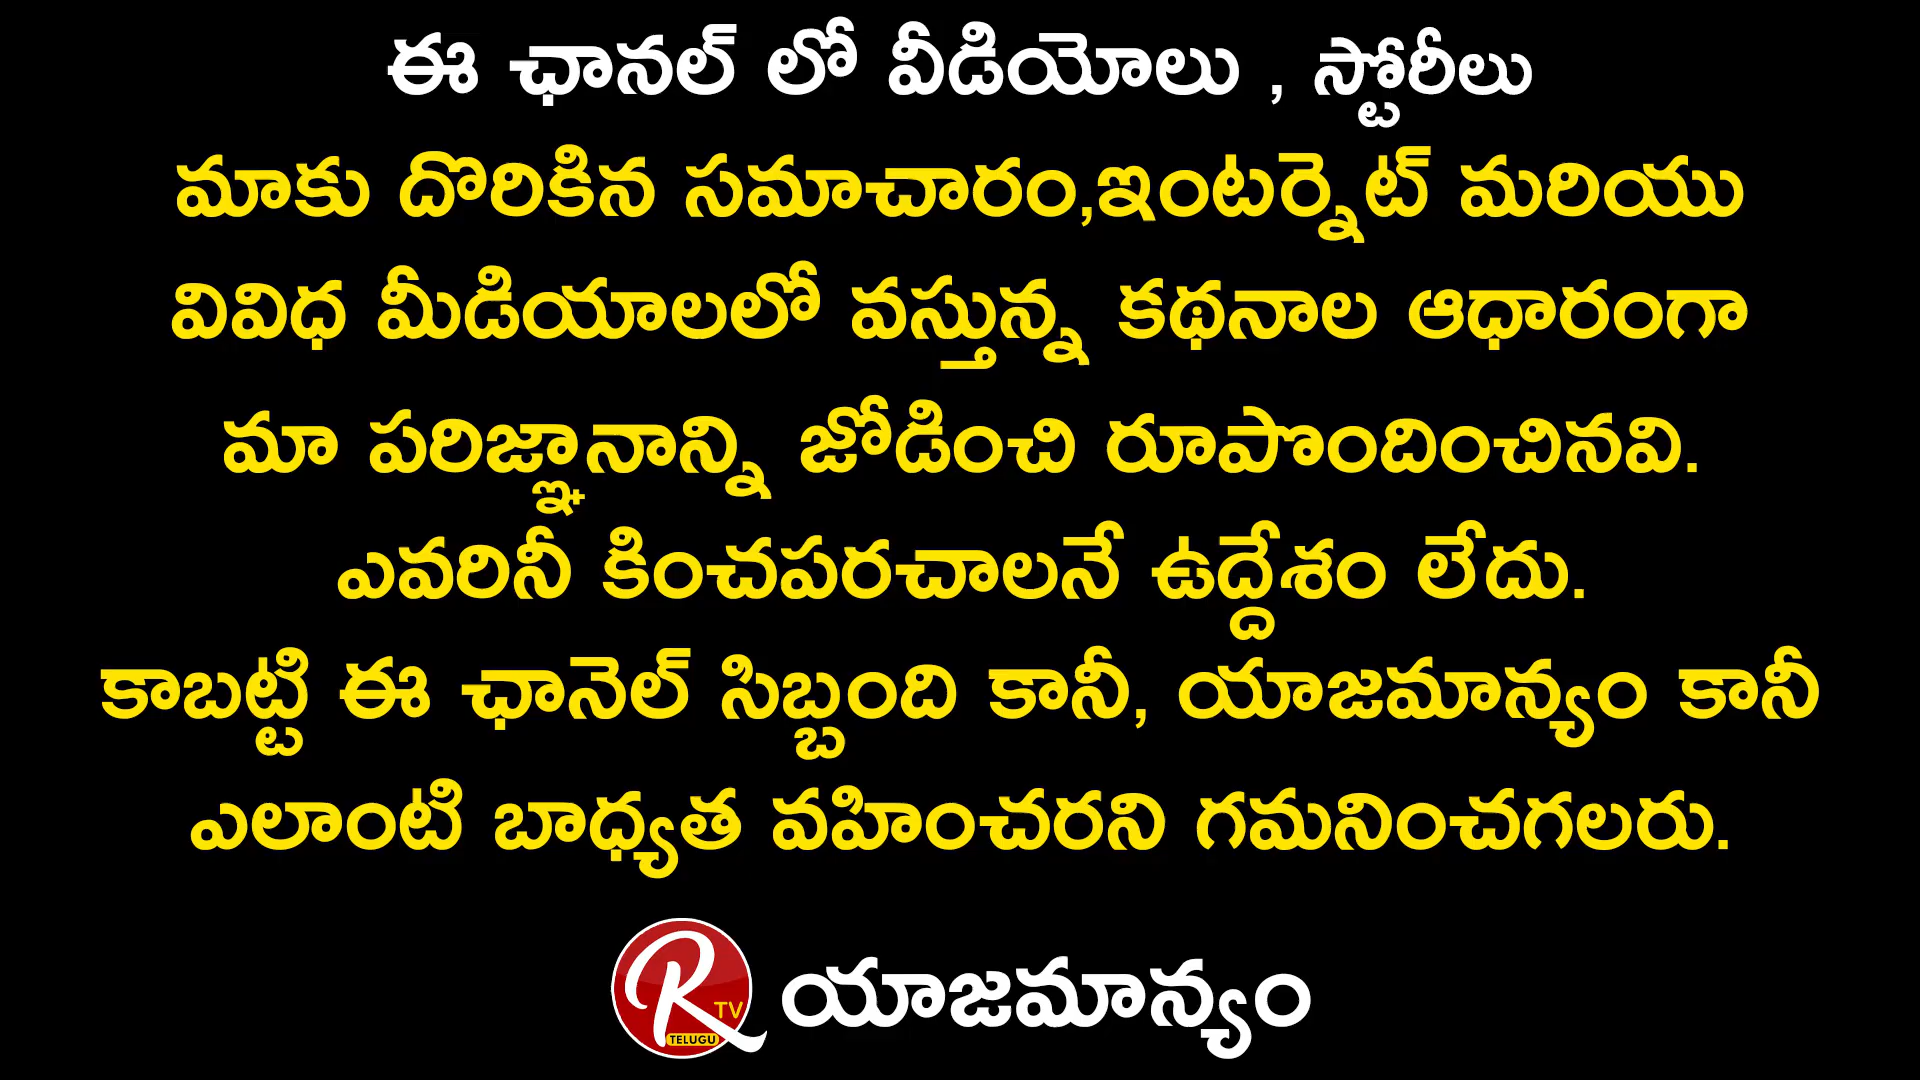 ఈ ఛానల్ లో వీడియోలు , స్టోరీలు
మాకు దొరికిన సమాచారం,ఇంటర్నెట్ మరియు
వివిధ మీడియాలలో వస్తున్న కథనాల ఆధారంగా
మా పరిజ్ఞానాన్ని జోడించి రూపొందించినవి.
ఎవరినీ కించపరచాలనే ఉద్దేశం లేదు.
కాబట్టి ఈ ఛానెల్ సిబ్బంది కానీ, యాజమాన్యం కానీ
ఎలాంటి బాధ్యత వహించరని గమనించగలరు.
R TV TELUGU యాజమాన్యం